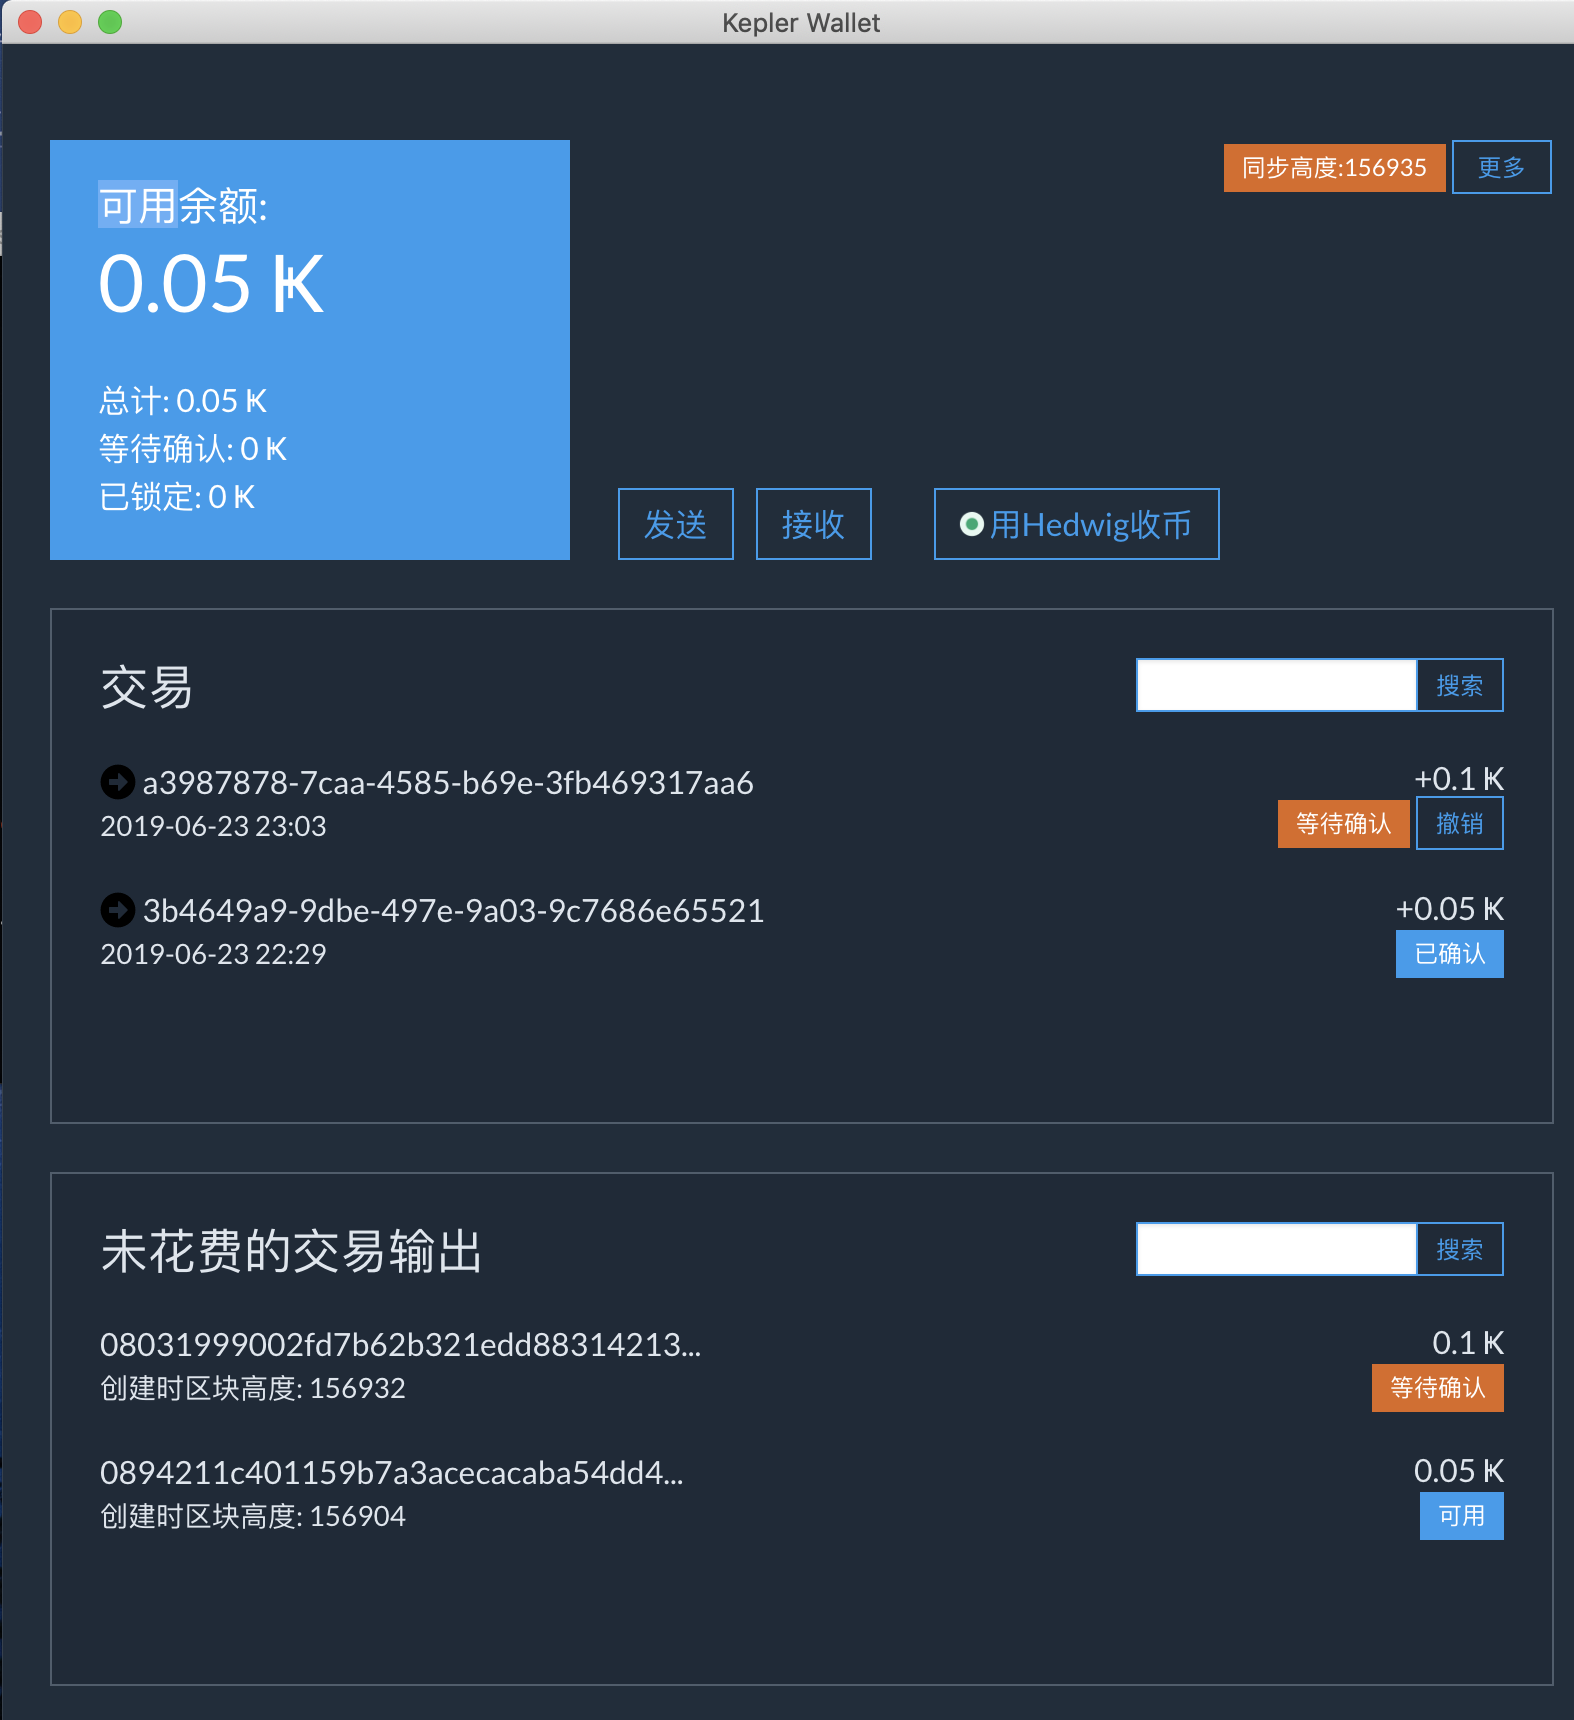 Kepler Wallet
同步高度:156935 更多
可用余额:
0.05 ₭
总计: 0.05 ₭
等待确认: 0 ₭
已锁定: 0 ₭
发送 接收 用Hedwig收币
交易 搜索
a3987878-7caa-4585-b69e-3fb469317aa6 +0.1 ₭
2019-06-23 23:03 等待确认 撤销
3b4649a9-9dbe-497e-9a03-9c7686e65521 +0.05 ₭
2019-06-23 22:29 已确认
未花费的交易输出 搜索
08031999002fd7b62b321edd88314213... 0.1 ₭
创建时区块高度: 156932 等待确认
0894211c401159b7a3acecacaba54dd4... 0.05 ₭
创建时区块高度: 156904 可用